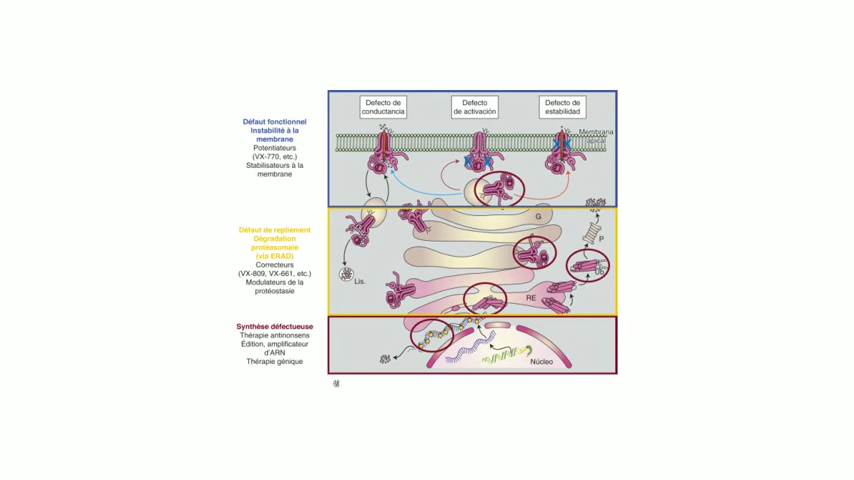 Defecto de
conductancia
Defecto
de activación
Defecto de
estabilidad
Défaut fonctionnel
Instabilité à la
membrane
Potentiateurs
(VX-770, etc.)
Stabilisateurs à la
membrane
Membrana
apical
Défaut de repliement
Dégradation
protéosomale
(via ERAD)
Correcteurs
(VX-809, VX-661, etc.)
Modulateurs de la
protéostasie
G
P
Ub
Lis.
RE
Synthèse défectueuse
Thérapie antinonsens
Édition, amplificateur
d'ARN
Thérapie génique
Núcleo